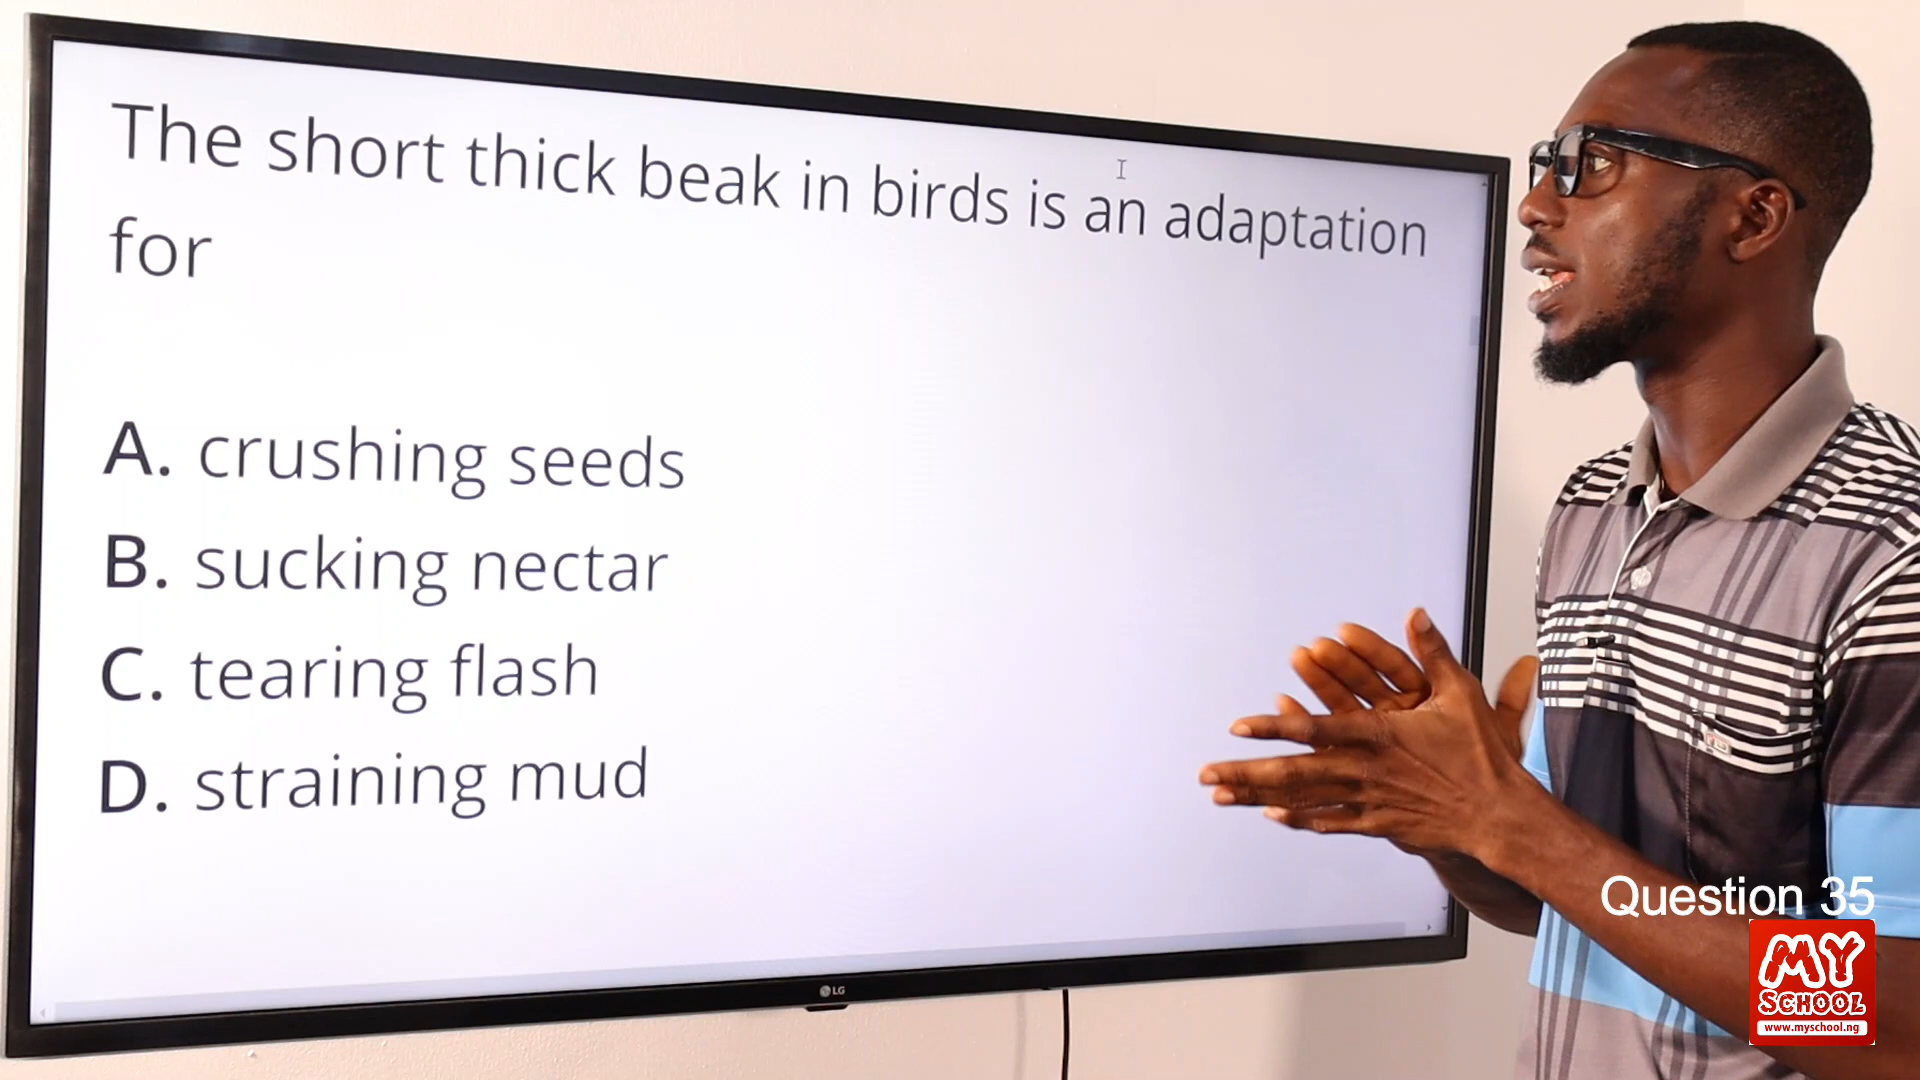 The short thick beak in birds is an adaptation
for
A. crushing seeds
B. sucking nectar
C. tearing flash
D. straining mud
LG
Question 35
MY
SCHOOL
www.myschool.ng